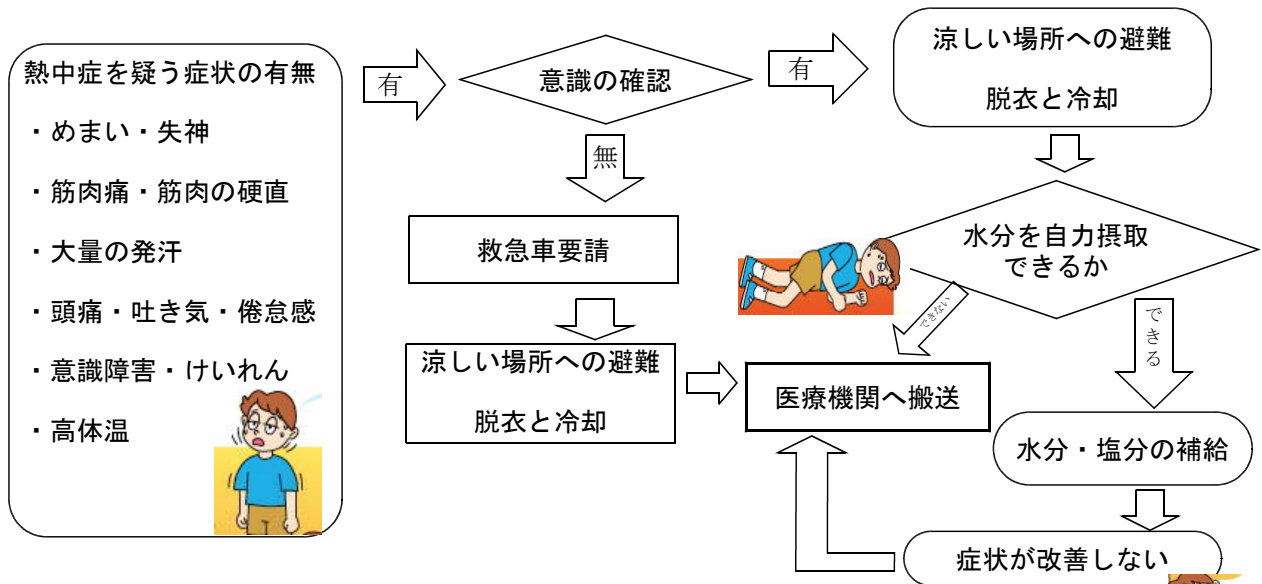 熱中症を疑う症状の有無
・めまい・失神
・筋肉痛・筋肉の硬直
・大量の発汗
・頭痛・吐き気・倦怠感
・意識障害・けいれん
・高体温
有
意識の確認
有
涼しい場所への避難
脱衣と冷却
無
救急車要請
涼しい場所への避難
脱衣と冷却
水分を自力摂取
できるか
できない
できる
医療機関へ搬送
水分・塩分の補給
症状が改善しない